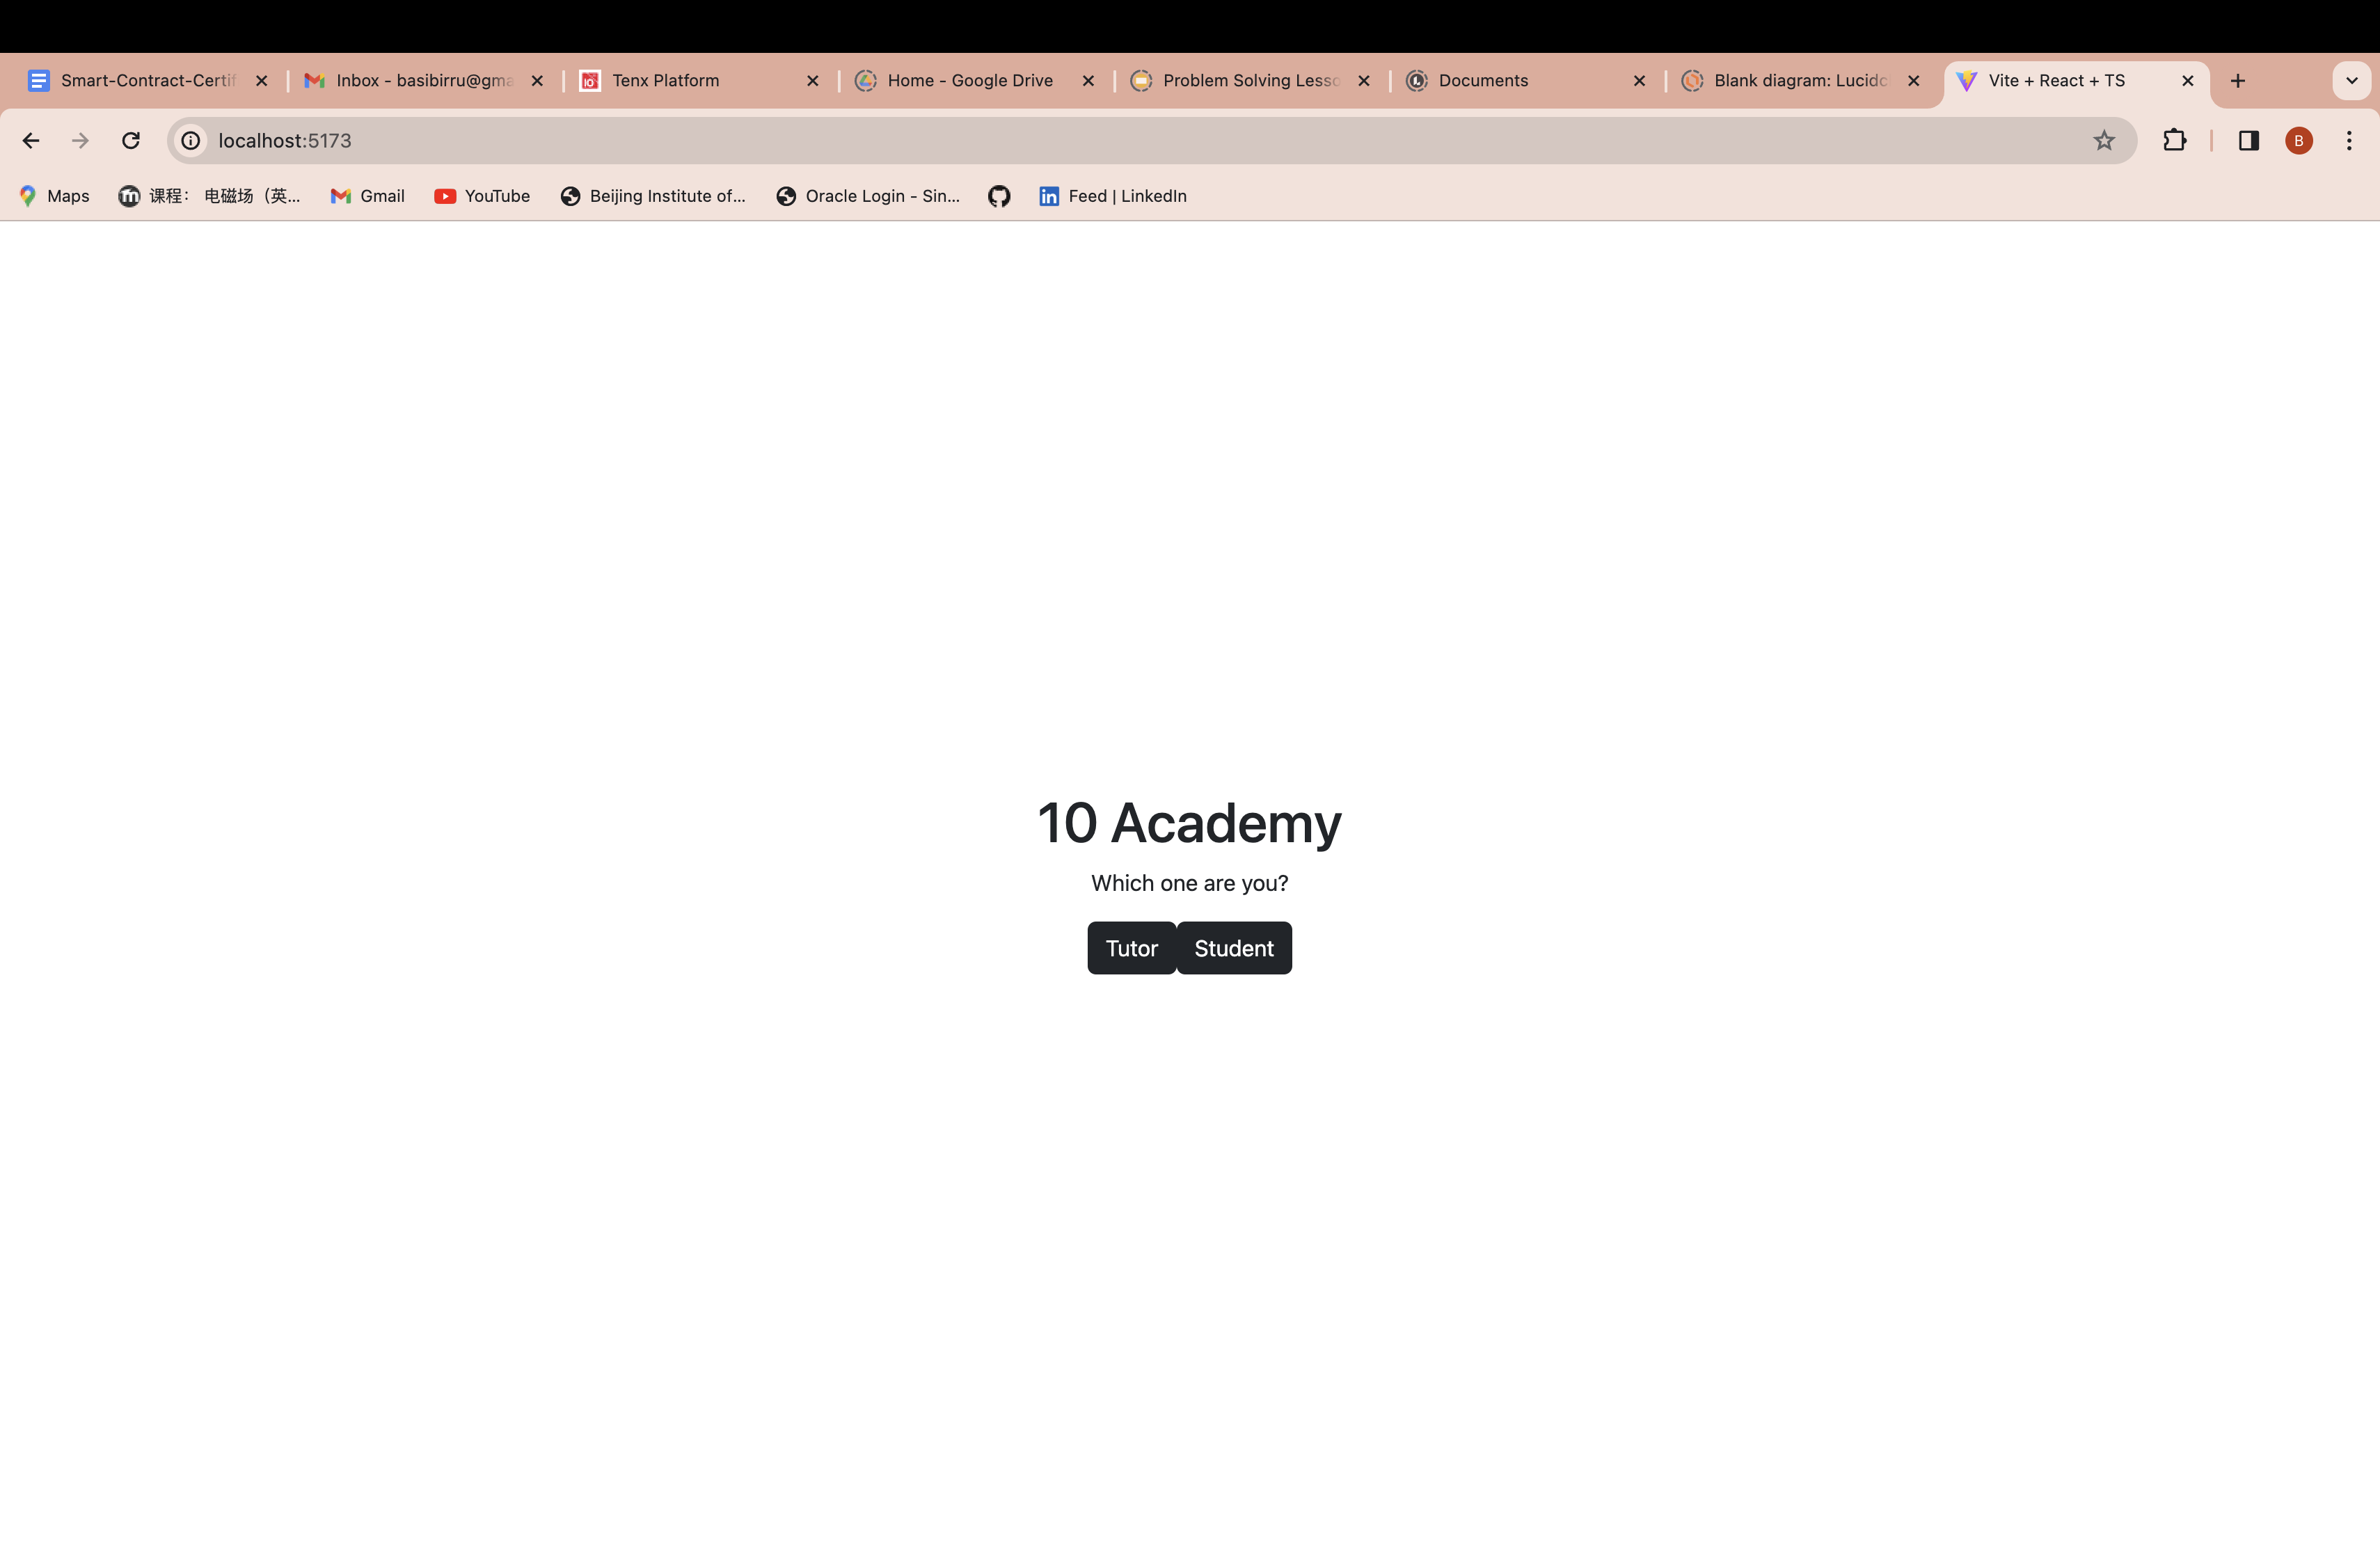 Smart-Contract-Certif
Inbox - basibirru@gma
Tenx Platform
Home - Google Drive
Problem Solving Lesso
Documents
Blank diagram: Lucidc
Vite + React + TS
localhost:5173
B
Maps
课程： 电磁场（英...
Gmail
YouTube
Beijing Institute of...
Oracle Login - Sin...
Feed | LinkedIn
10 Academy
Which one are you?
Tutor Student